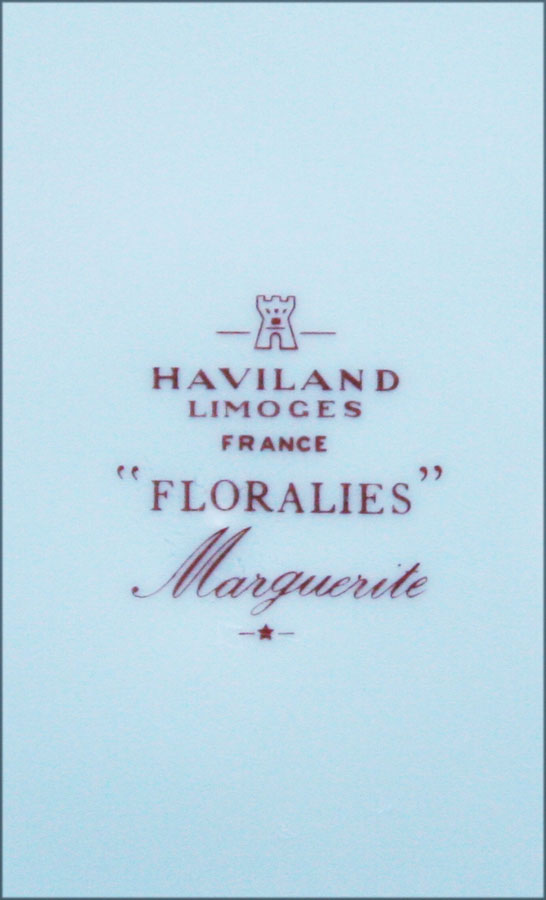 HAVILAND
LIMOGES
FRANCE
“FLORALIES”
Marguerite